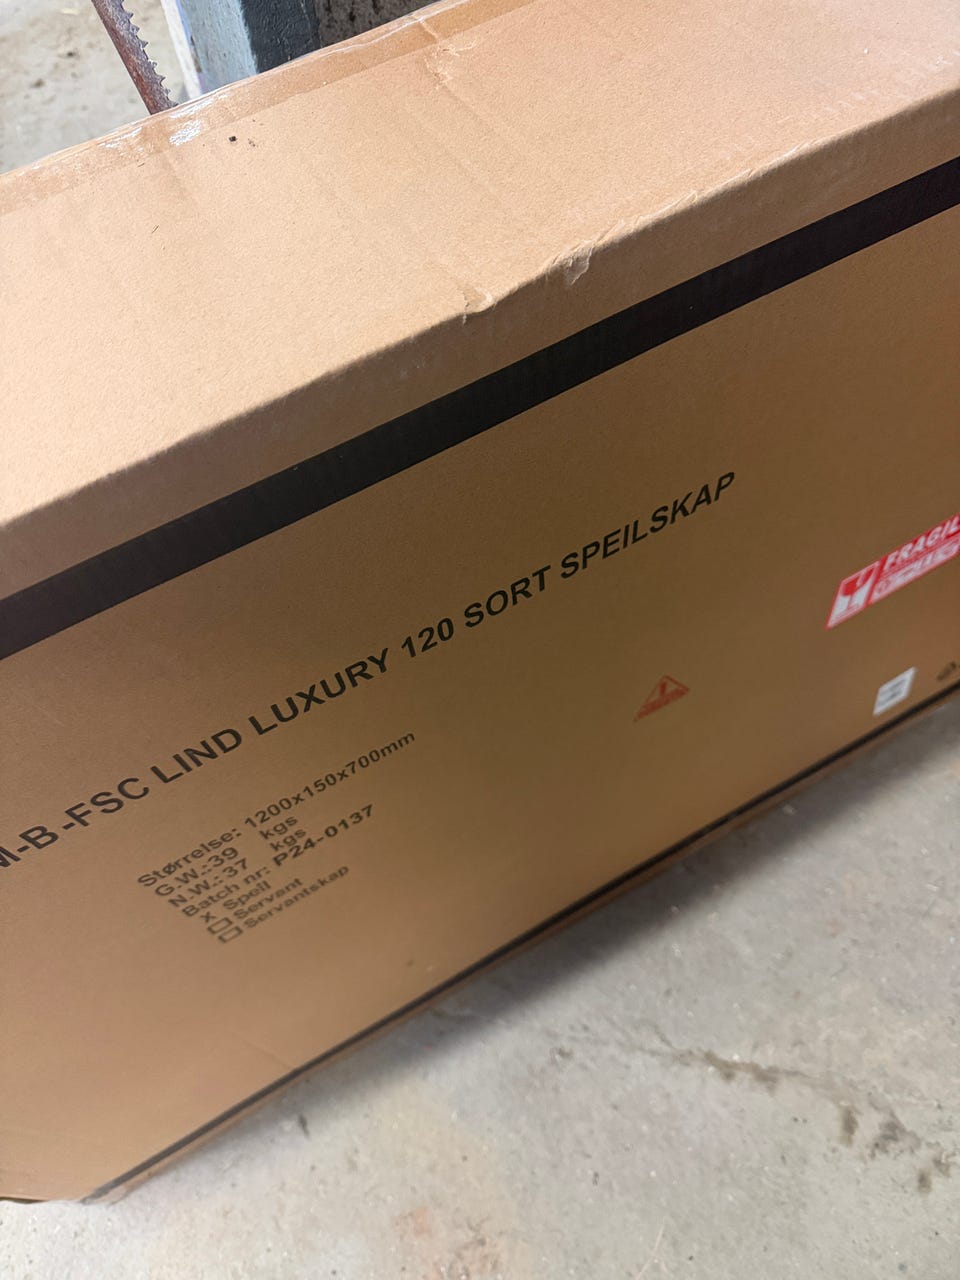 M-B-FSC LIND LUXURY 120 SORT SPEILSKAP
Størrelse: 1200x150x700mm
G.W.:39 kgs
N.W.:37 kgs
Batch nr: P24-0137
X Speil
Servant
Servantskap
FRAGIL